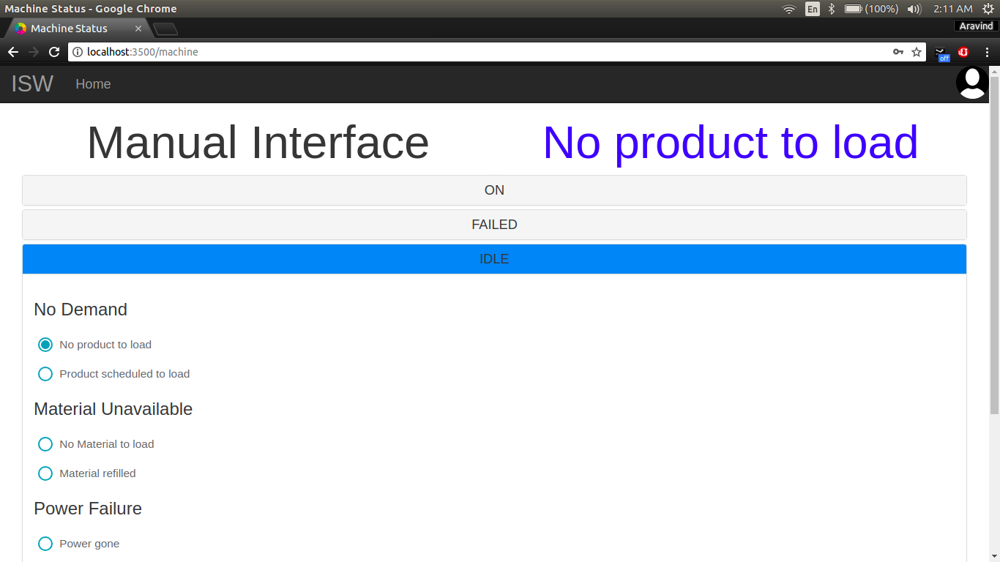 Machine Status - Google Chrome
En
(100%)
2:11 AM
Machine Status
Aravind
localhost:3500/machine
off
ISW
Home
Manual Interface
No product to load
ON
FAILED
IDLE
No Demand
No product to load
Product scheduled to load
Material Unavailable
No Material to load
Material refilled
Power Failure
Power gone